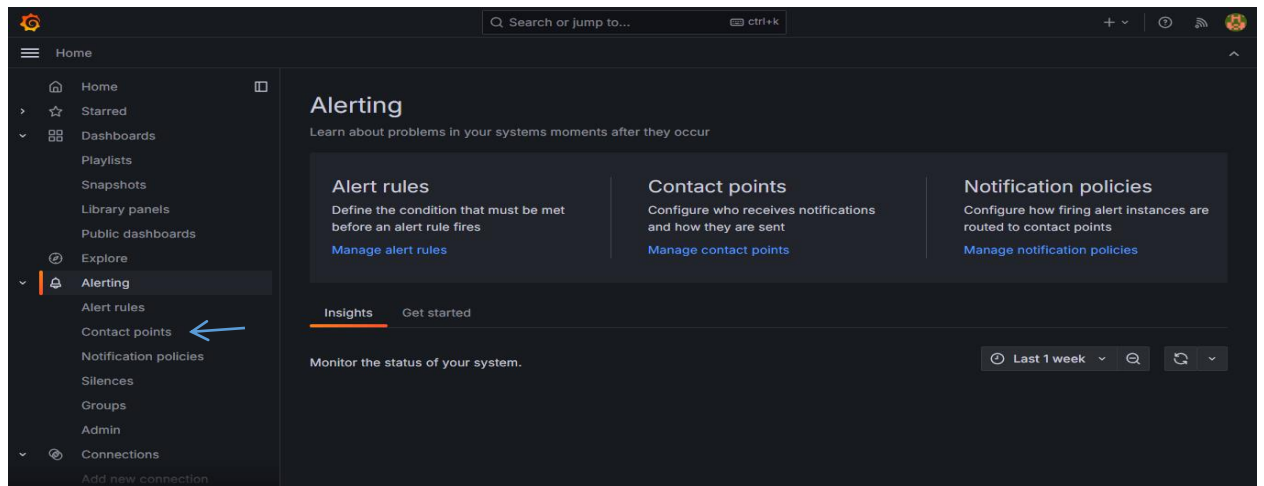 Search or jump to... ctrl+k
Home
Home
Starred
Dashboards
Playlists
Snapshots
Library panels
Public dashboards
Explore
Alerting
Alert rules
Contact points
Notification policies
Silences
Groups
Admin
Connections
Add new connection
Alerting
Learn about problems in your systems moments after they occur
Alert rules
Define the condition that must be met
before an alert rule fires
Manage alert rules
Contact points
Configure who receives notifications
and how they are sent
Manage contact points
Notification policies
Configure how firing alert instances are
routed to contact points
Manage notification policies
Insights Get started
Monitor the status of your system.
Last 1 week